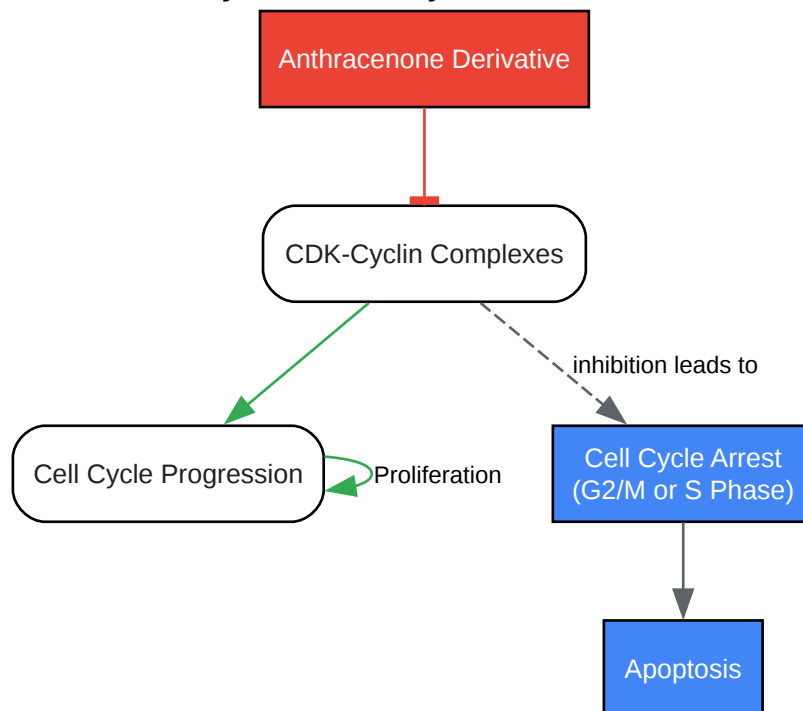 Anthracenone Derivative
CDK-Cyclin Complexes
inhibition leads to
Cell Cycle Progression
Proliferation
Cell Cycle Arrest
(G2/M or S Phase)
Apoptosis